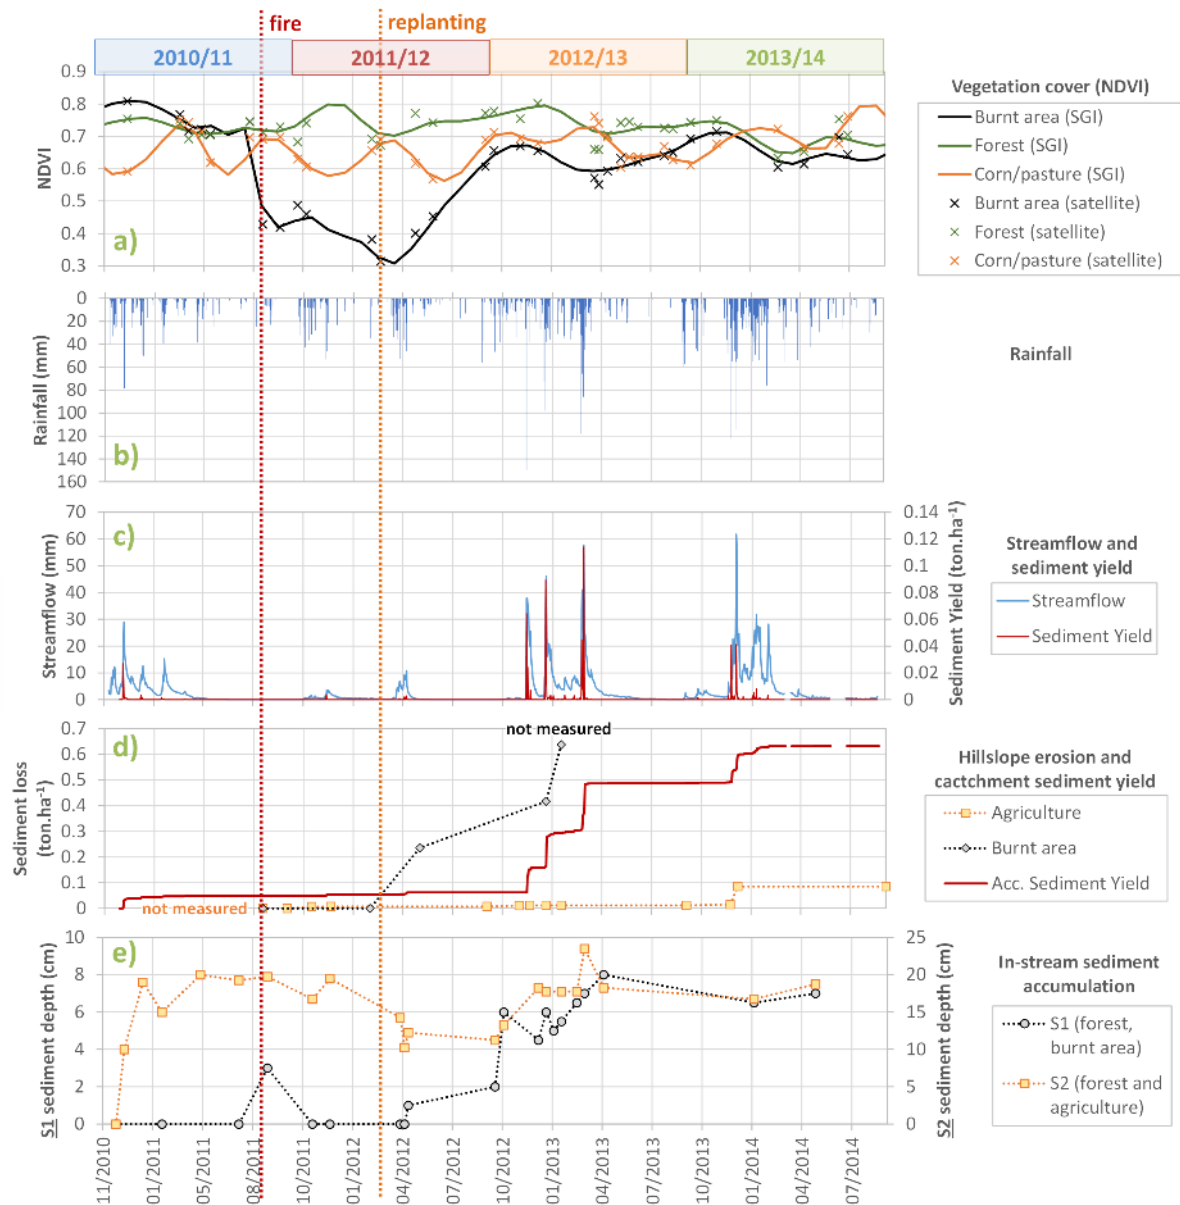 fire
replanting
2010/11
2011/12
2012/13
2013/14
0.9
0.8
0.7
0.6
0.5
0.4
0.3
NDVI
a)
Vegetation cover (NDVI)
Burnt area (SGI)
Forest (SGI)
Corn/pasture (SGI)
Burnt area (satellite)
Forest (satellite)
Corn/pasture (satellite)
0
20
40
60
80
100
120
140
160
Rainfall (mm)
b)
Rainfall
70
60
50
40
30
20
10
0
Streamflow (mm)
c)
0.14
0.12
0.1
0.08
0.06
0.04
0.02
0
Sediment Yield (ton.ha⁻¹)
Streamflow and
sediment yield
Streamflow
Sediment Yield
0.7
0.6
0.5
0.4
0.3
0.2
0.1
0
Sediment loss
(ton.ha⁻¹)
d)
not measured
not measured
Hillslope erosion and
cactchment sediment yield
Agriculture
Burnt area
Acc. Sediment Yield
10
8
6
4
2
0
S1 sediment depth (cm)
e)
25
20
15
10
5
0
S2 sediment depth (cm)
In-stream sediment
accumulation
S1 (forest,
burnt area)
S2 (forest and
agriculture)
11/2010
01/2011
05/2011
08/2011
10/2011
01/2012
04/2012
07/2012
10/2012
01/2013
04/2013
07/2013
10/2013
01/2014
04/2014
07/2014